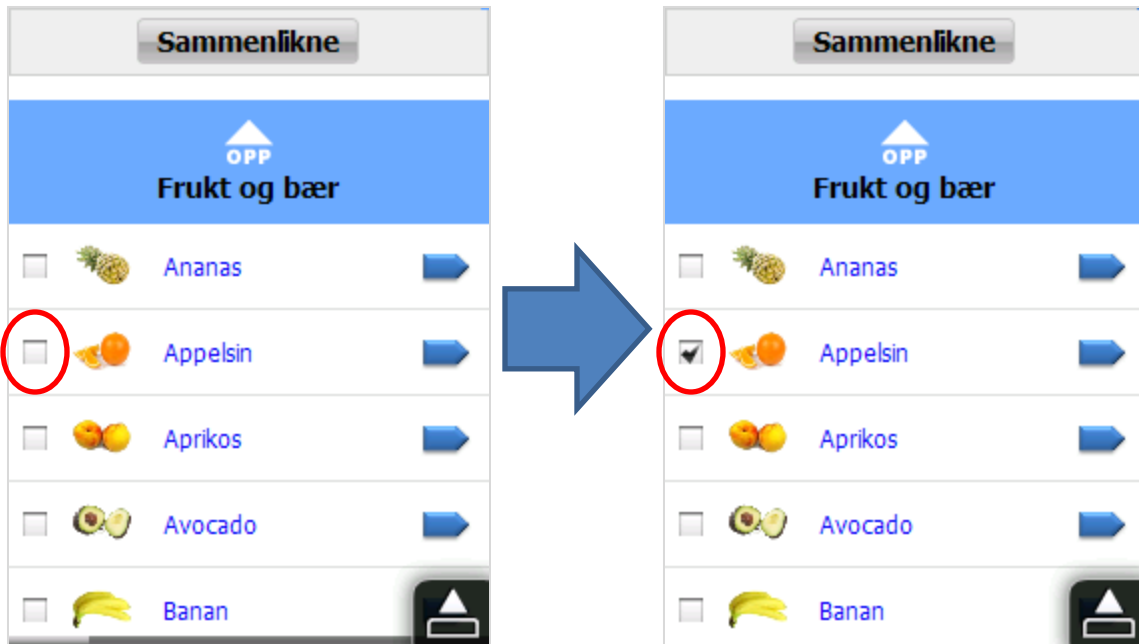 Sammenlikne
OPP
Frukt og bær
Ananas
Appelsin
Aprikos
Avocado
Banan
Sammenlikne
OPP
Frukt og bær
Ananas
Appelsin
Aprikos
Avocado
Banan